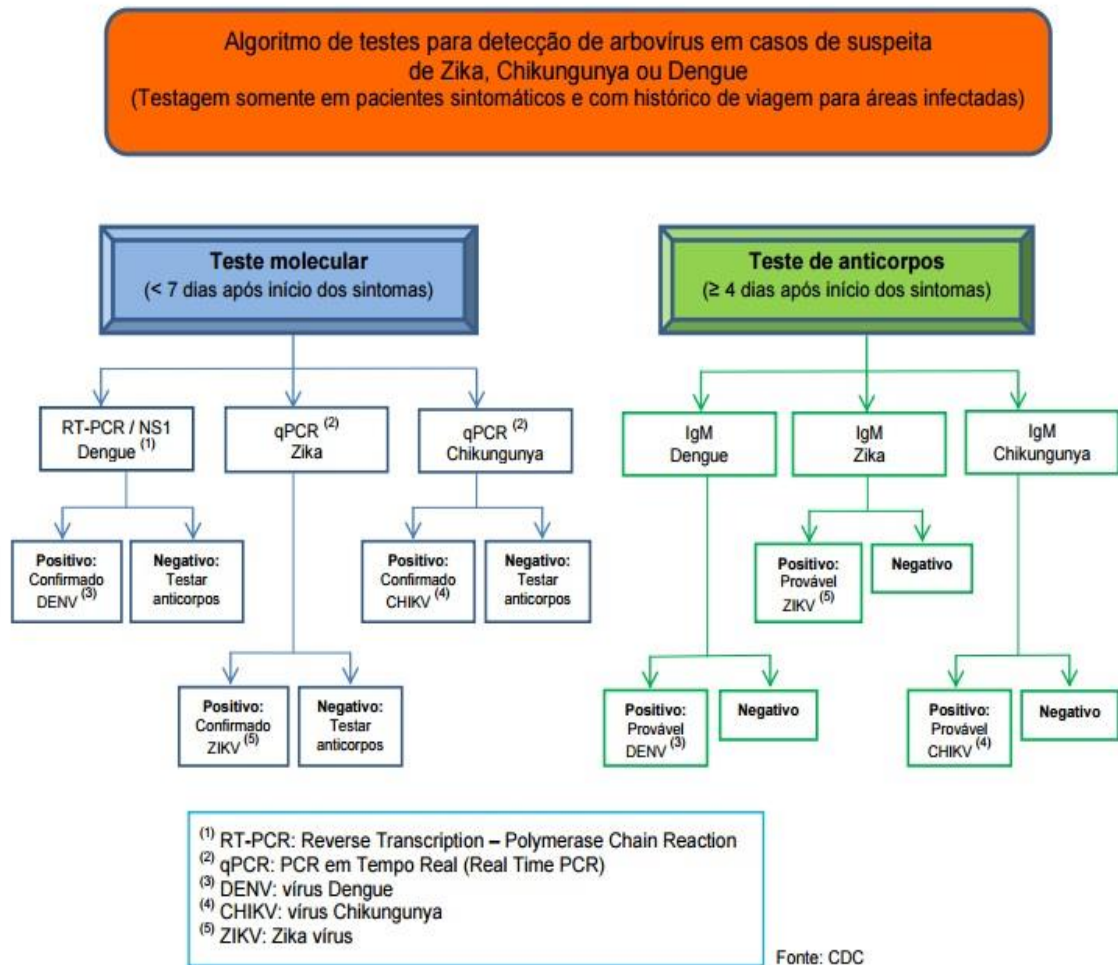 Algoritmo de testes para detecção de arbovírus em casos de suspeita
de Zika, Chikungunya ou Dengue
(Testagem somente em pacientes sintomáticos e com histórico de viagem para áreas infectadas)
Teste molecular
(< 7 dias após início dos sintomas)
Teste de anticorpos
(≥ 4 dias após início dos sintomas)
RT-PCR / NS1
Dengue (1)
qPCR (2)
Zika
qPCR (2)
Chikungunya
IgM
Dengue
IgM
Zika
IgM
Chikungunya
Positivo:
Confirmado
DENV (3)
Negativo:
Testar
anticorpos
Positivo:
Confirmado
CHIKV (4)
Negativo:
Testar
anticorpos
Positivo:
Provável
ZIKV (5)
Negativo
Positivo:
Confirmado
ZIKV (5)
Negativo:
Testar
anticorpos
Positivo:
Provável
DENV (3)
Negativo
Positivo:
Provável
CHIKV (4)
Negativo
(1) RT-PCR: Reverse Transcription – Polymerase Chain Reaction
(2) qPCR: PCR em Tempo Real (Real Time PCR)
(3) DENV: vírus Dengue
(4) CHIKV: vírus Chikungunya
(5) ZIKV: Zika vírus
Fonte: CDC